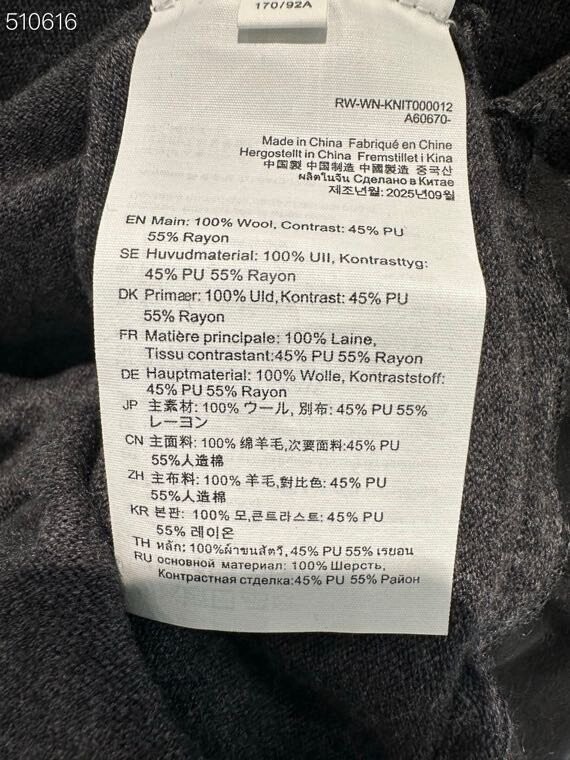 510616
170/92A
RW-WN-KNIT000012
A60670-
Made in China Fabriqué en Chine
Hergostellt in China Fremstillet i Kina
中国製 中国制造 中國製造 중국산
ผลิตในจีน Сделано в Китае
제조년월: 2025년09월
EN Main: 100% Wool, Contrast: 45% PU
55% Rayon
SE Huvudmaterial: 100% Ull, Kontrasttyg:
45% PU 55% Rayon
DK Primær: 100% Uld, Kontrast: 45% PU
55% Rayon
FR Matière principale: 100% Laine,
Tissu contrastant:45% PU 55% Rayon
DE Hauptmaterial: 100% Wolle, Kontraststoff:
45% PU 55% Rayon
JP 主素材: 100% ウール, 別布: 45% PU 55%
レーヨン
CN 主面料: 100% 绵羊毛,次要面料:45% PU
55%人造棉
ZH 主布料: 100% 羊毛,對比色: 45% PU
55%人造棉
KR 본판: 100% 모,콘트라스트: 45% PU
55% 레이온
TH หลัก: 100%ผ้าขนสัตว์, 45% PU 55% เรยอน
RU основной материал: 100% Шерсть,
Контрастная отделка:45% PU 55% Район